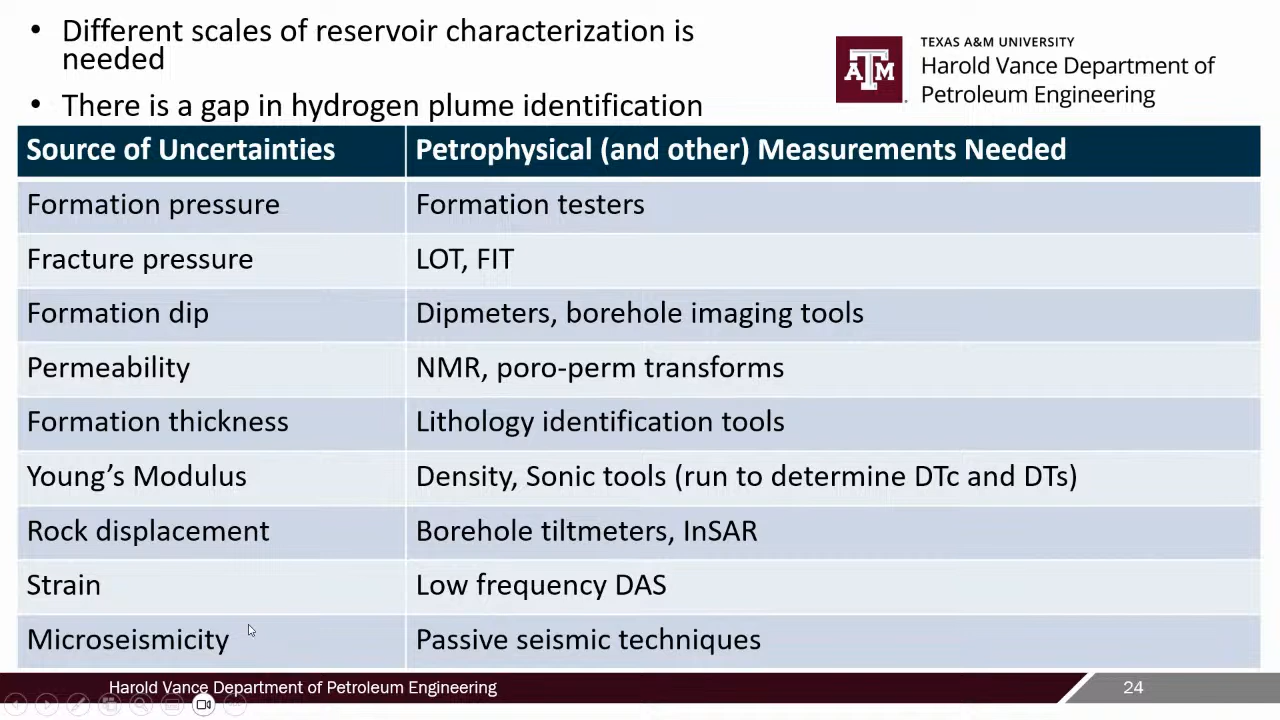 • Different scales of reservoir characterization is
needed
• There is a gap in hydrogen plume identification
TEXAS A&M UNIVERSITY
Harold Vance Department of
Petroleum Engineering
ATM
Source of Uncertainties Petrophysical (and other) Measurements Needed
Formation pressure Formation testers
Fracture pressure LOT, FIT
Formation dip Dipmeters, borehole imaging tools
Permeability NMR, poro-perm transforms
Formation thickness Lithology identification tools
Young's Modulus Density, Sonic tools (run to determine DTc and DTs)
Rock displacement Borehole tiltmeters, InSAR
Strain Low frequency DAS
Microseismicity Passive seismic techniques
Harold Vance Department of Petroleum Engineering 24